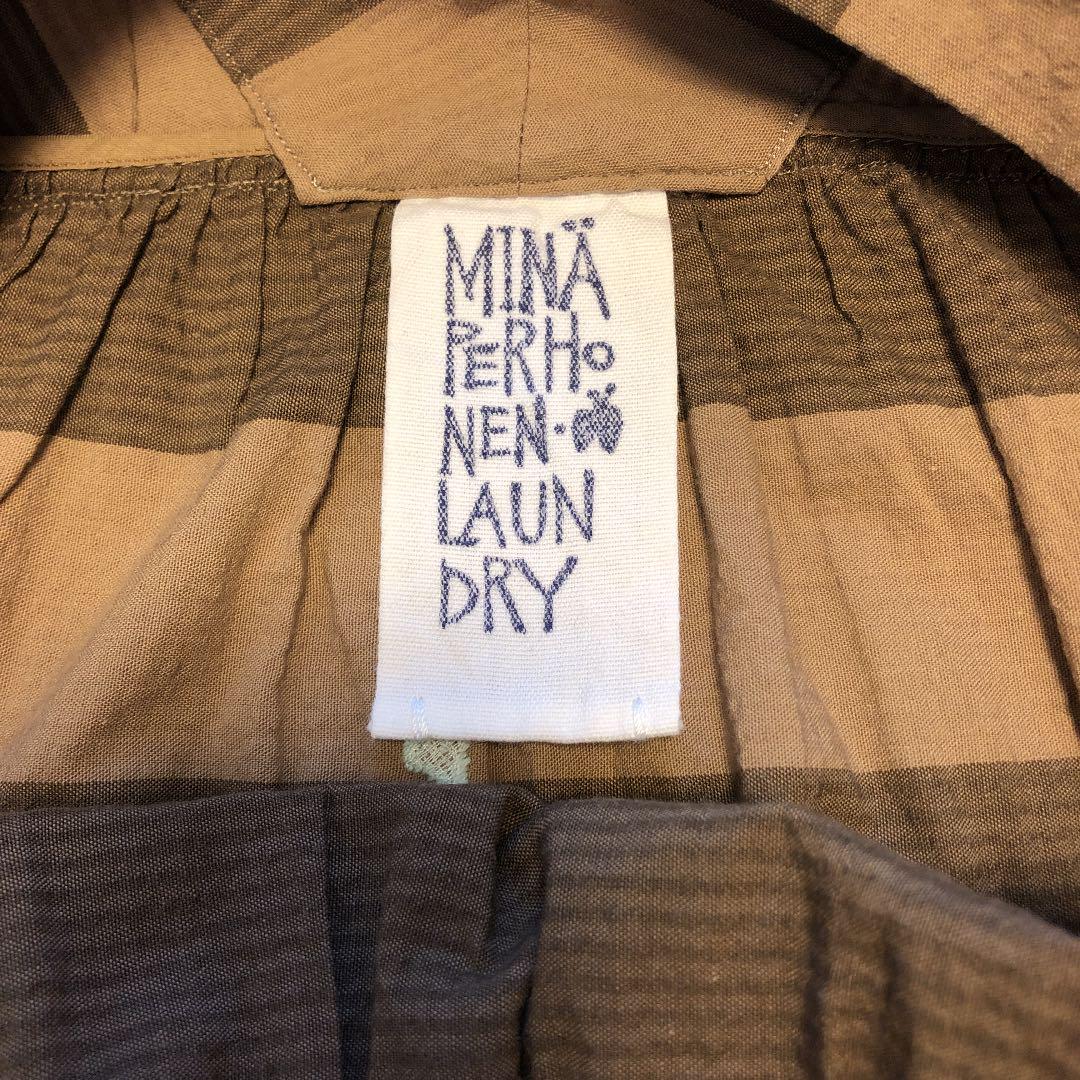 MINÄ
PERHO
NEN·
LAUN
DRY